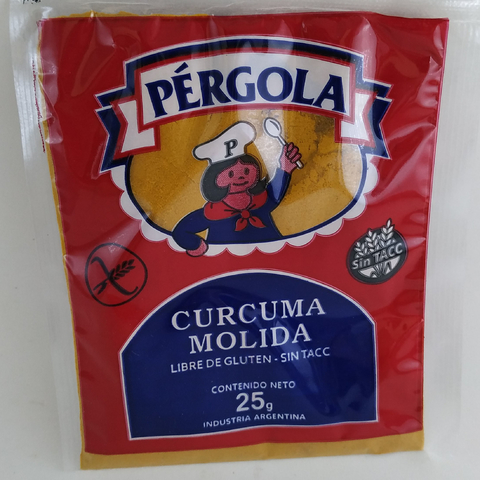 PÉRGOLA
P
Sin TACC
CURCUMA
MOLIDA
LIBRE DE GLUTEN - SIN TACC
CONTENIDO NETO
25g
INDUSTRIA ARGENTINA